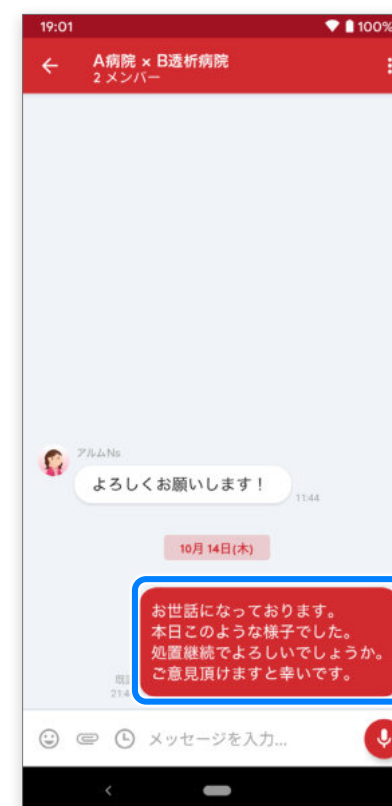 19:01
100%
A病院 × B透析病院
2 メンバー
アルムNs
よろしくお願いします！
11:44
10月 14日(木)
お世話になっております。
本日このような様子でした。
処置継続でよろしいでしょうか。
ご意見頂けますと幸いです。
メッセージを入力...